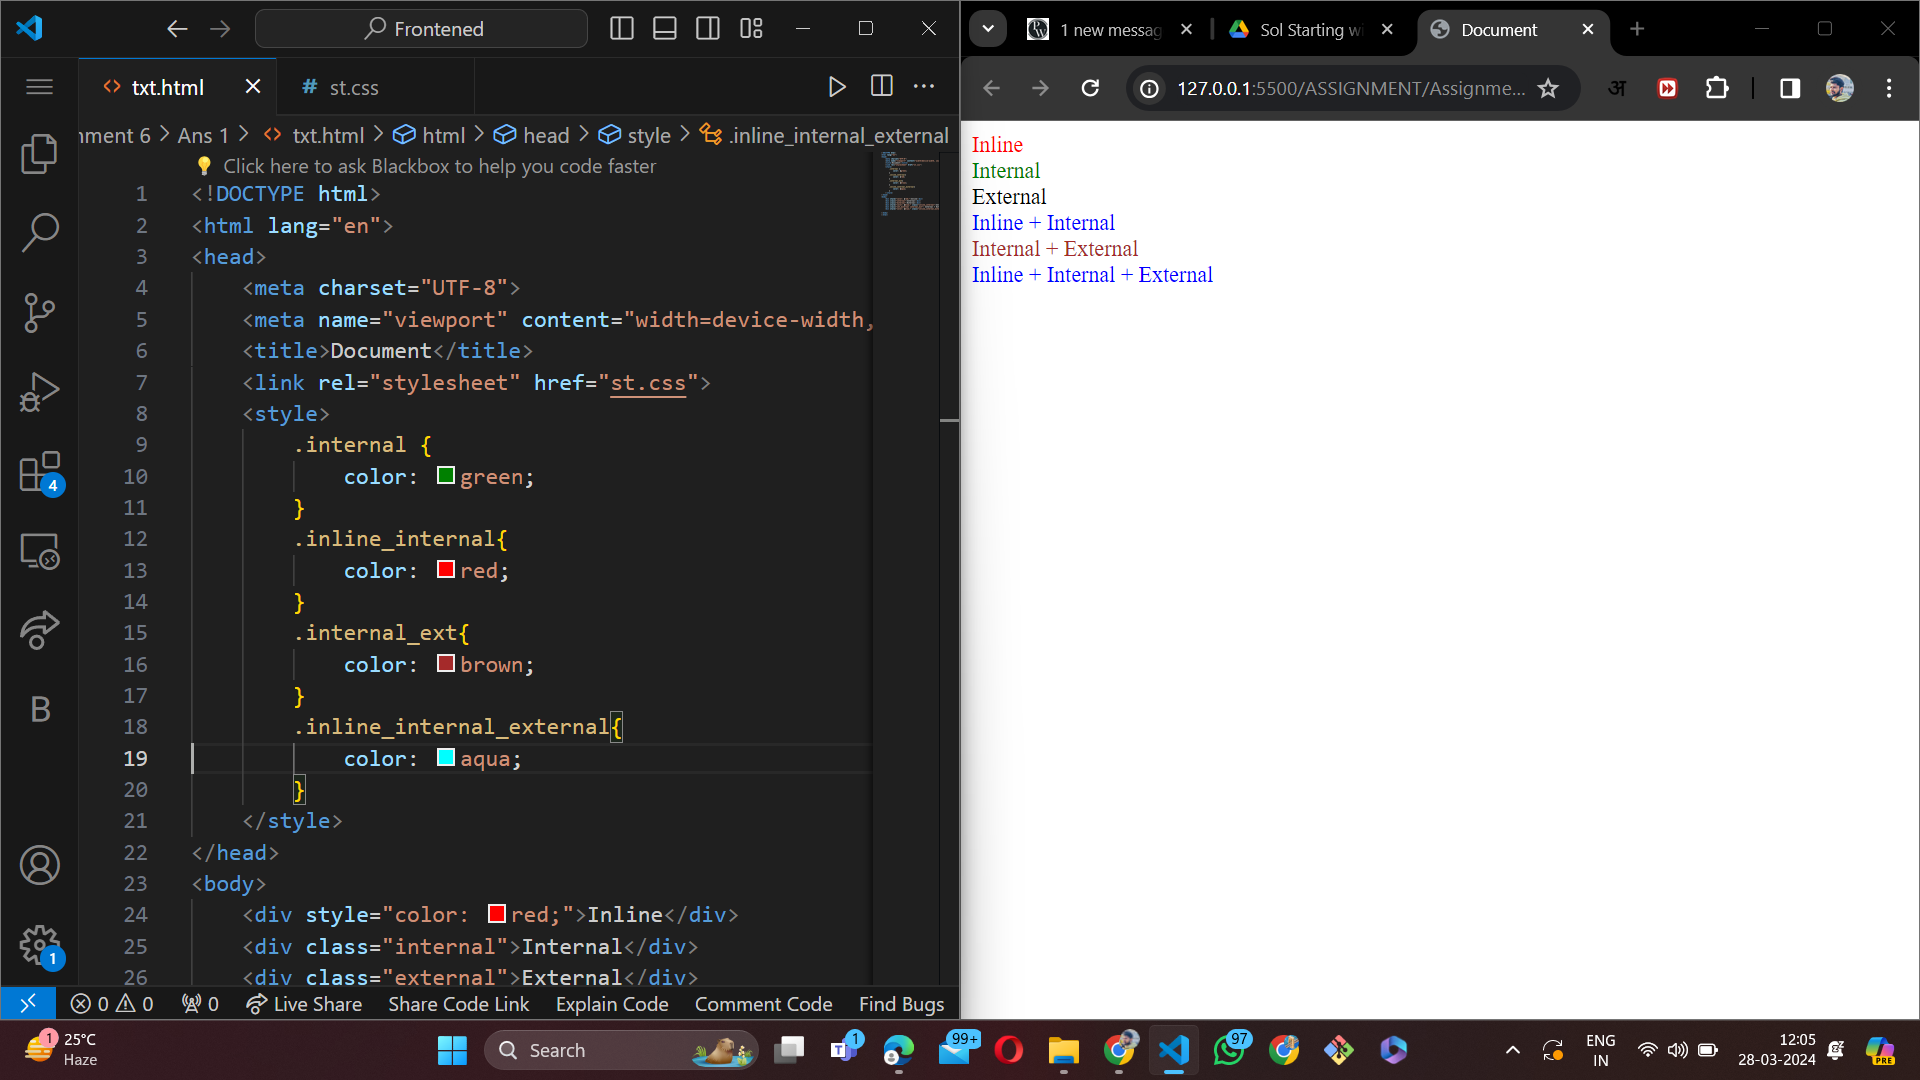 Frontened
txt.html
# st.css
nment 6 > Ans 1 > <> txt.html > html > head > style > .inline_internal_external
Click here to ask Blackbox to help you code faster
1 <!DOCTYPE html>
2 <html lang="en">
3 <head>
4 <meta charset="UTF-8">
5 <meta name="viewport" content="width=device-width,
6 <title>Document</title>
7 <link rel="stylesheet" href="st.css">
8 <style>
9 .internal {
10 color: green;
11 }
12 .inline_internal{
13 color: red;
14 }
15 .internal_ext{
16 color: brown;
17 }
18 .inline_internal_external{
19 color: aqua;
20 }
21 </style>
22 </head>
23 <body>
24 <div style="color: red;">Inline</div>
25 <div class="internal">Internal</div>
26 <div class="external">External</div>
4
B
1
0 0 0 Live Share Share Code Link Explain Code Comment Code Find Bugs
1 new messag
Sol Starting wi
Document
127.0.0.1:5500/ASSIGNMENT/Assignme...
अ
Inline
Internal
External
Inline + Internal
Internal + External
Inline + Internal + External
1
25°C
Haze
Search
1
99+
97
ENG
IN
12:05
28-03-2024
PRE